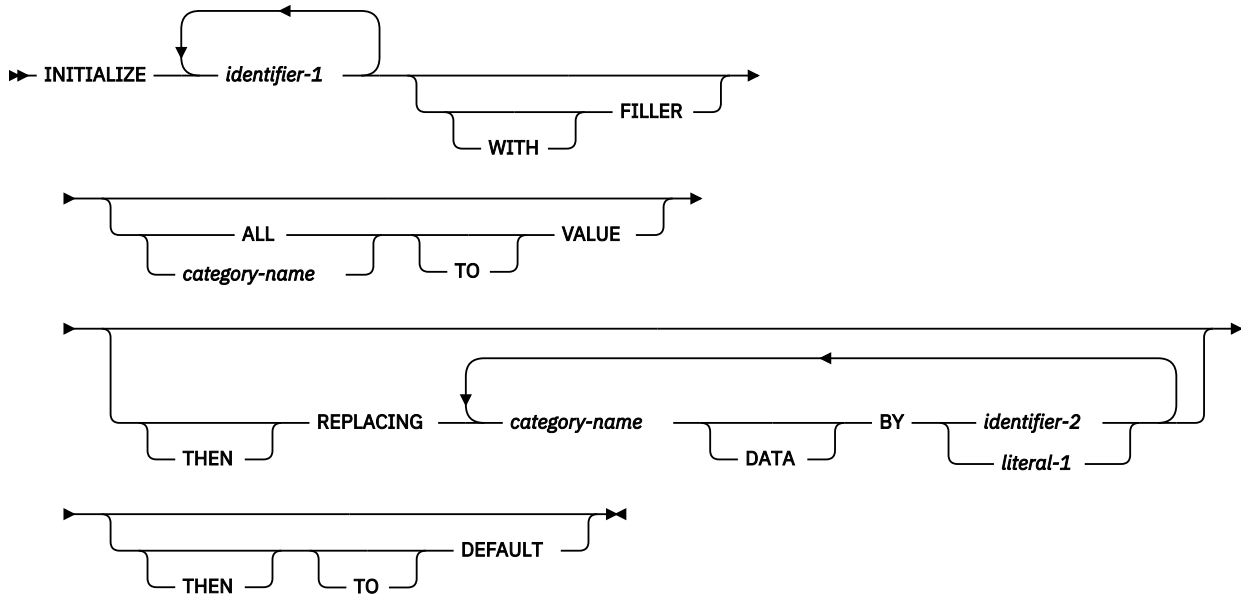 INITIALIZE identifier-1
FILLER
WITH
ALL VALUE
category-name TO
REPLACING category-name BY identifier-2
THEN DATA literal-1
DEFAULT
THEN TO